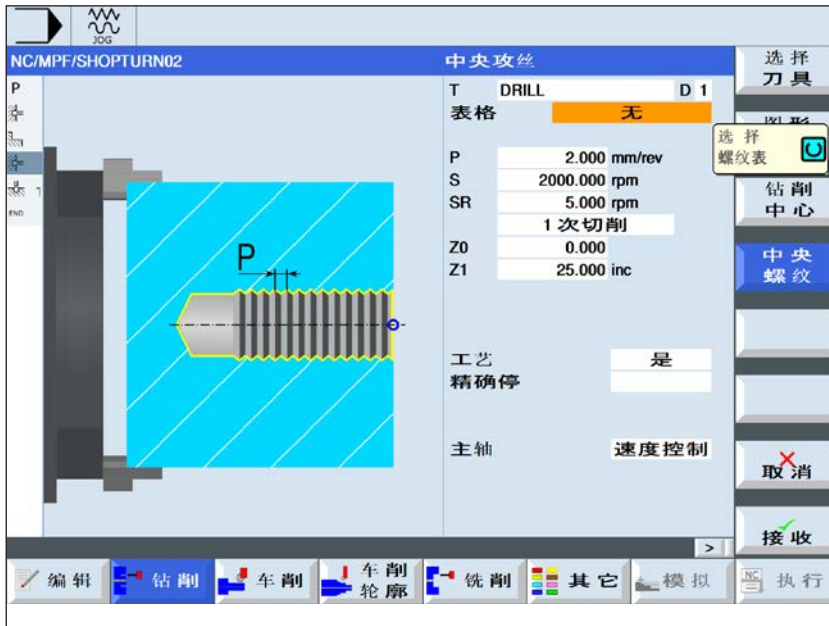 JOG
NC/MPF/SHOPTURN02
中央攻丝
P
END
T DRILL D 1
表格 无
P 2.000 mm/rev
S 2000.000 rpm
SR 5.000 rpm
1次切削
Z0 0.000
Z1 25.000 inc
工艺 是
精确停
主轴 速度控制
P
选择
刀具
选择
螺纹表
钻削
中心
中央
螺纹
取消
接收
>
编辑
钻削
车削
车削
轮廓
铣削
其它
模拟
NC
执行